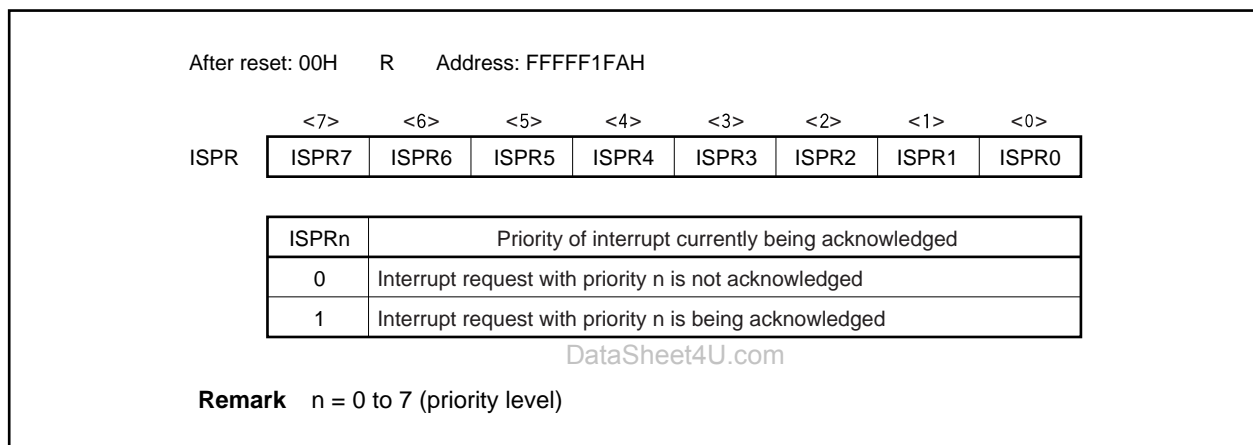 After reset: 00H R Address: FFFFF1FAH
<7> <6> <5> <4> <3> <2> <1> <0>
ISPR ISPR7 ISPR6 ISPR5 ISPR4 ISPR3 ISPR2 ISPR1 ISPR0
ISPRn Priority of interrupt currently being acknowledged
0 Interrupt request with priority n is not acknowledged
1 Interrupt request with priority n is being acknowledged
DataSheet4U.com
Remark n = 0 to 7 (priority level)